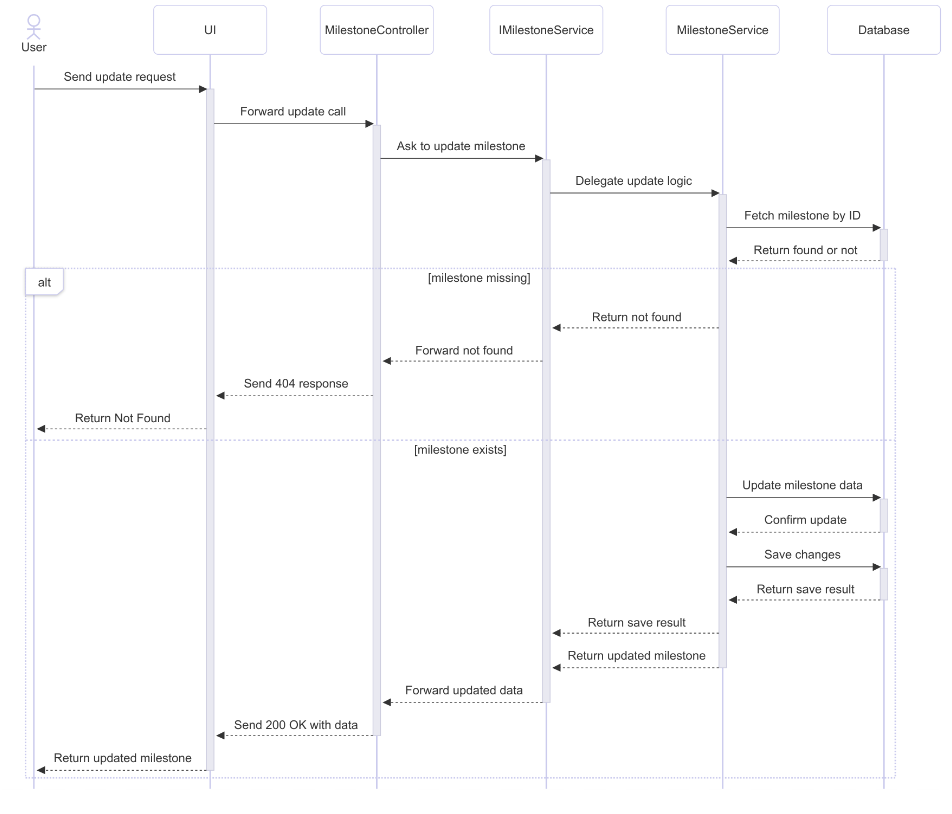 User
UI
MilestoneController
IMilestoneService
MilestoneService
Database
Send update request
Forward update call
Ask to update milestone
Delegate update logic
Fetch milestone by ID
Return found or not
alt
[milestone missing]
Return not found
Forward not found
Send 404 response
Return Not Found
[milestone exists]
Update milestone data
Confirm update
Save changes
Return save result
Return save result
Return updated milestone
Forward updated data
Send 200 OK with data
Return updated milestone